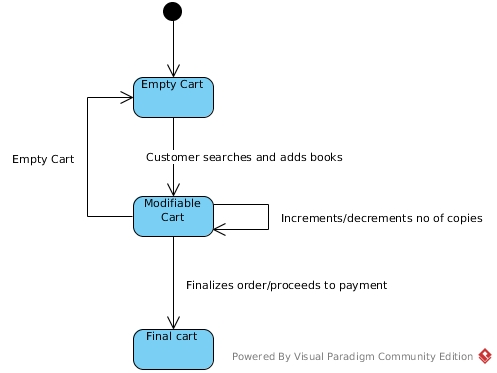 Empty Cart
Customer searches and adds books
Empty Cart
Modifiable
Cart
Increments/decrements no of copies
Finalizes order/proceeds to payment
Final cart
Powered By Visual Paradigm Community Edition